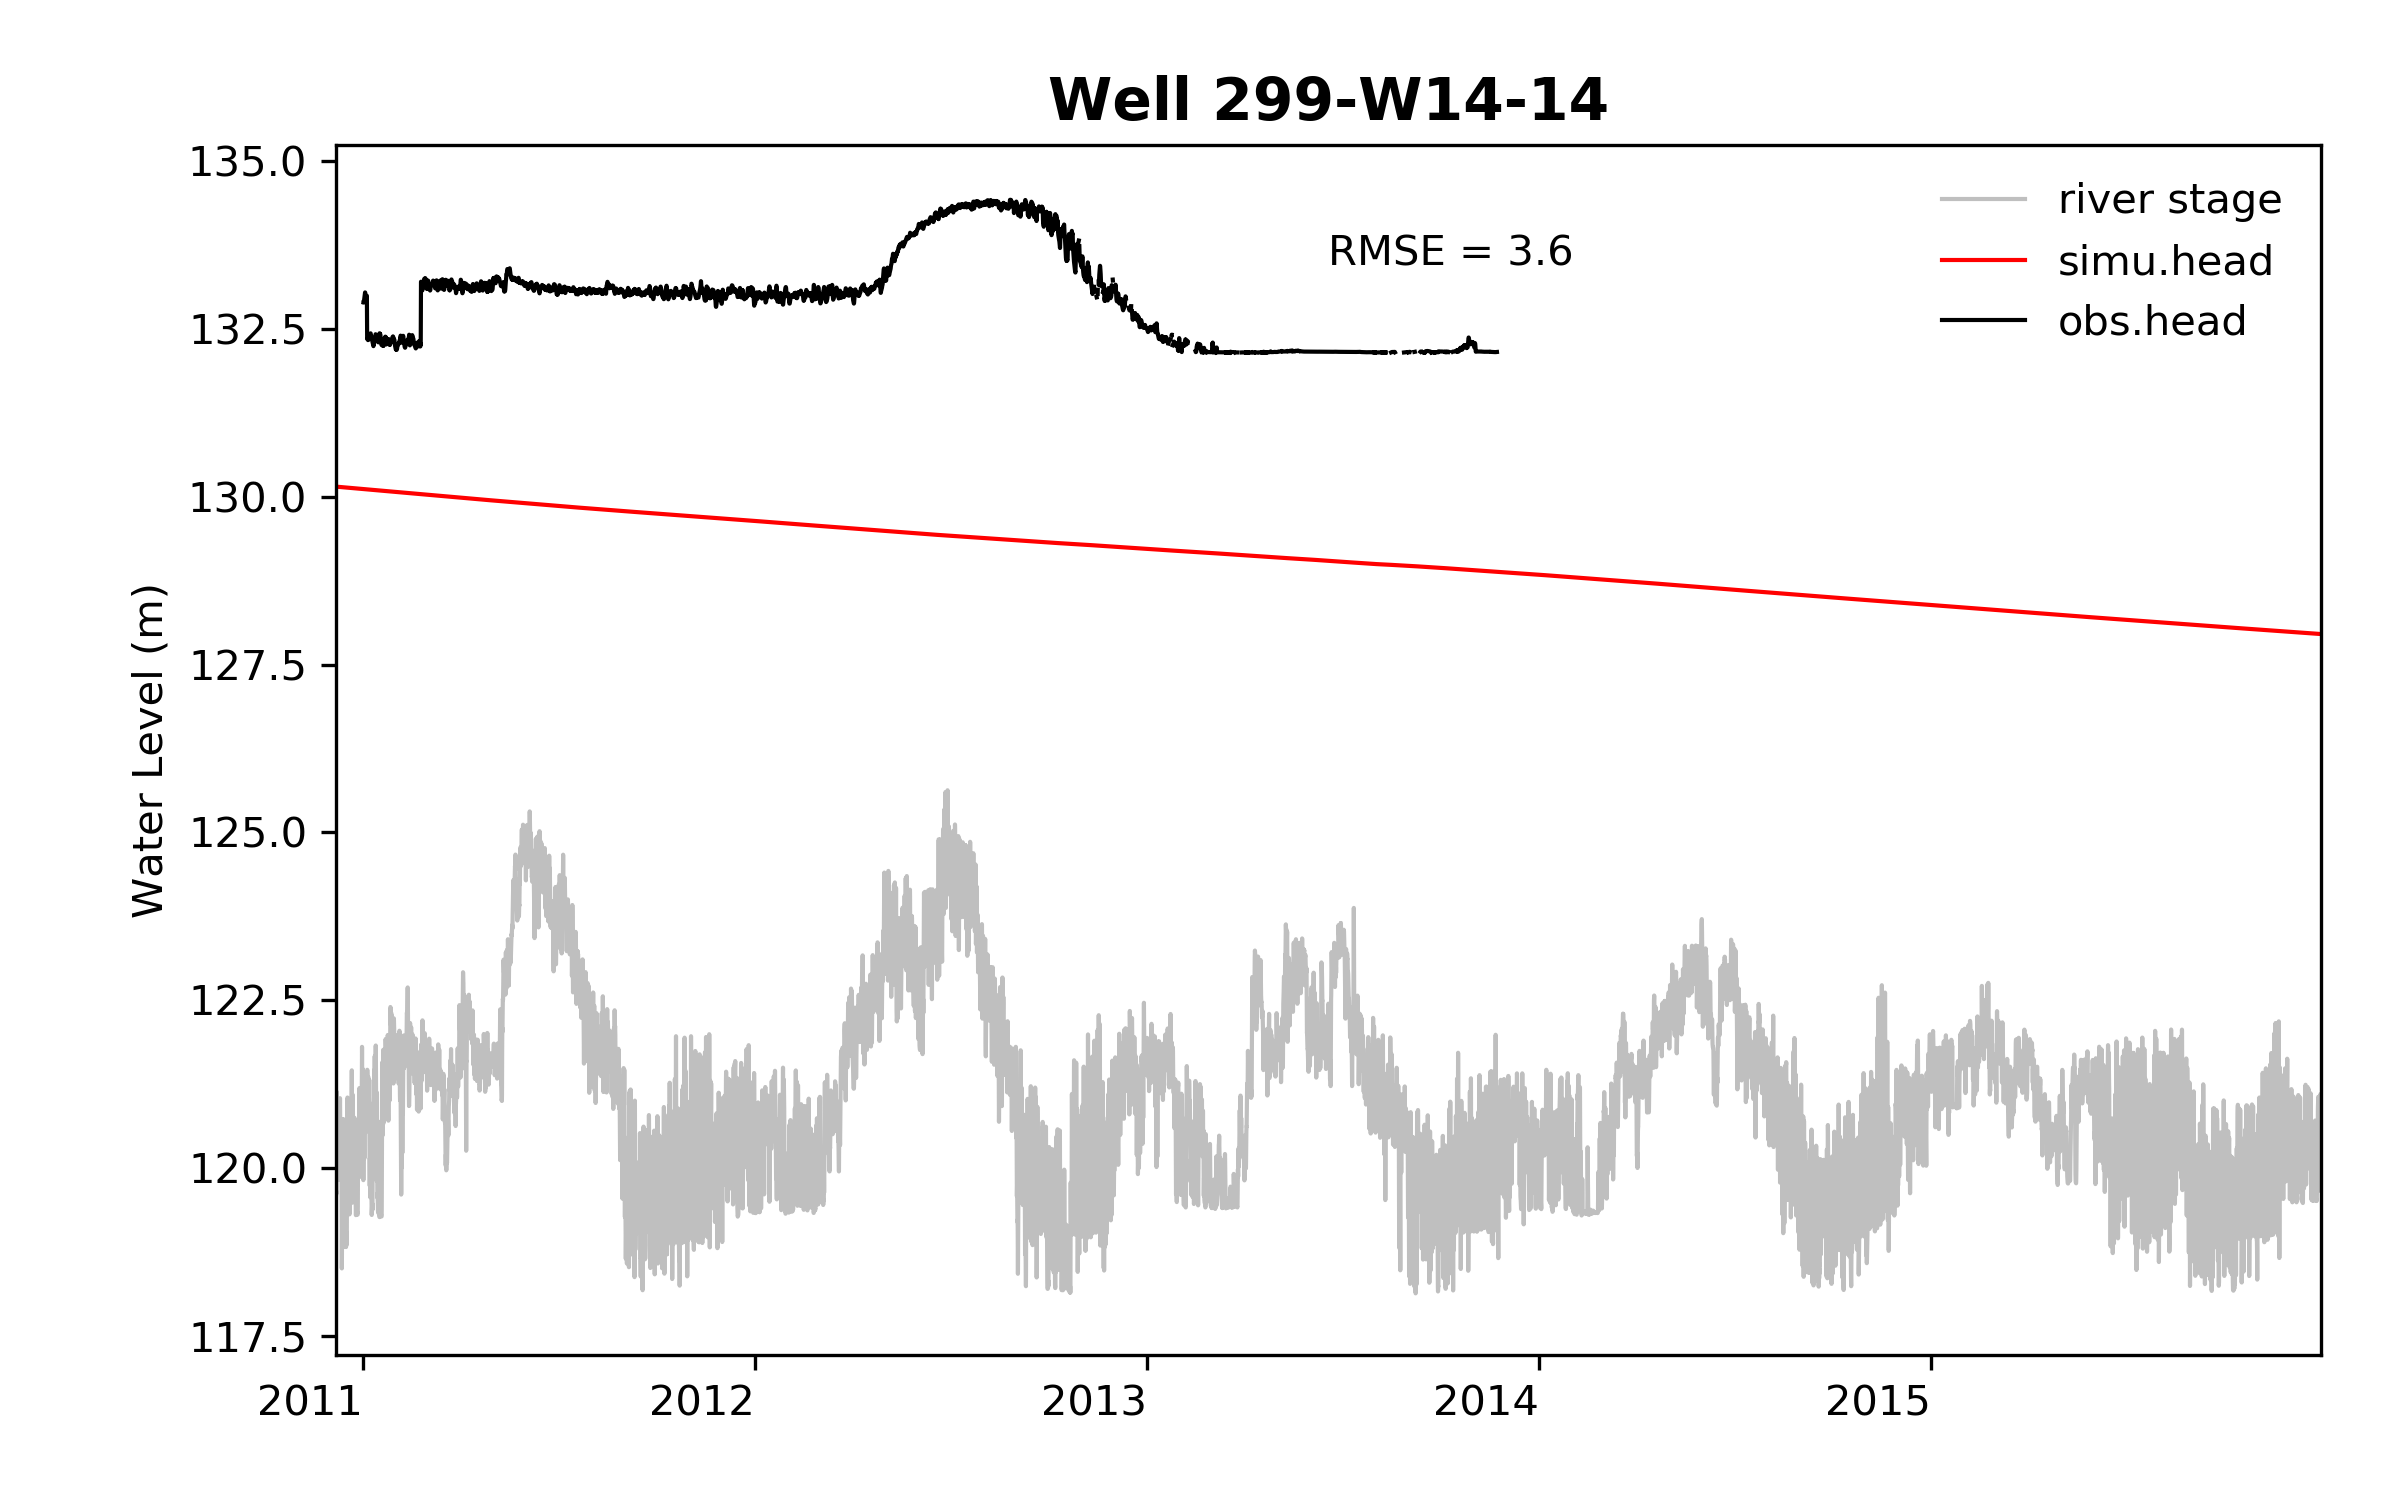 Well 299-W14-14
135.0
132.5
130.0
127.5
125.0
122.5
120.0
117.5
Water Level (m)
RMSE = 3.6
river stage
simu.head
obs.head
2011
2012
2013
2014
2015